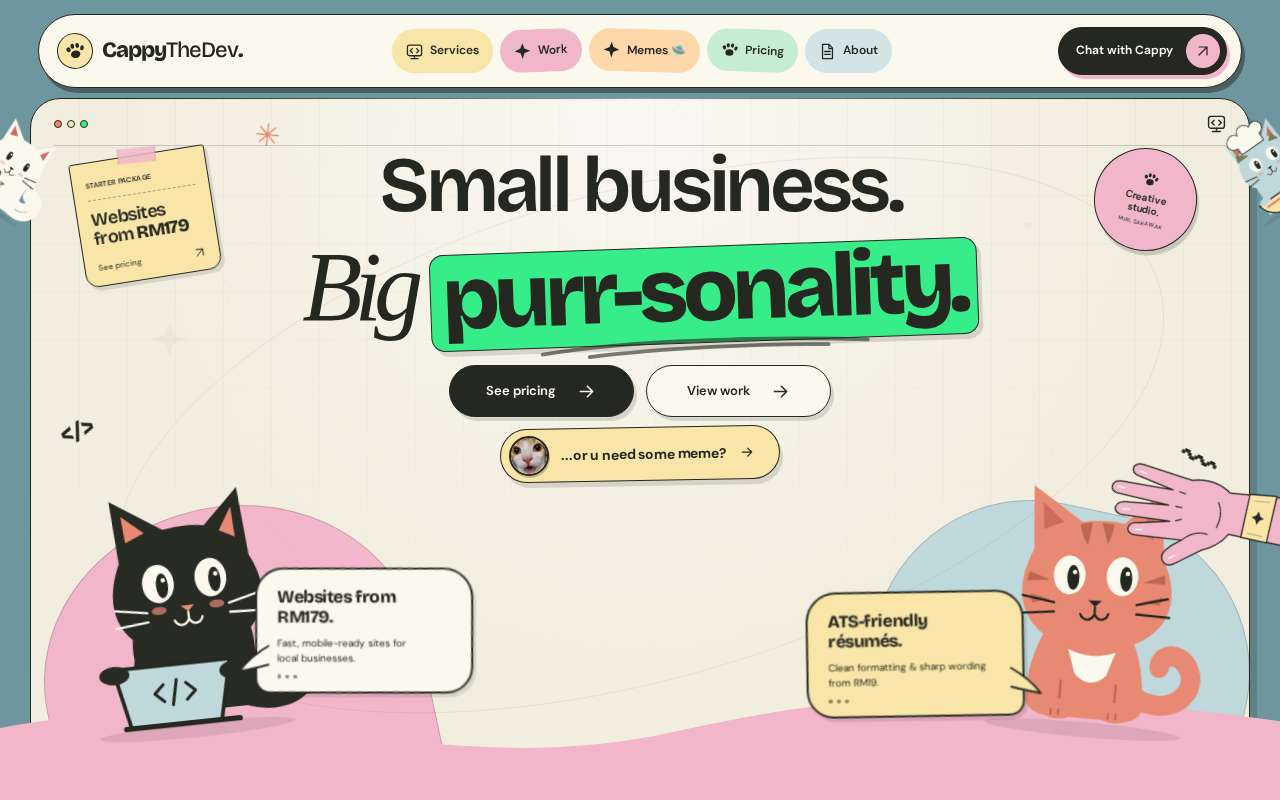 CappyTheDev.
Services
Work
Memes 🛸
Pricing
About
Chat with Cappy
STARTER PACKAGE
Websites
from RM179
See pricing
Creative
studio.
MIRI, SARAWAK
Small business.
Big purr-sonality.
See pricing
View work
...or u need some meme?
</>
Websites from
RM179.
Fast, mobile-ready sites for
local businesses.
</>
ATS-friendly
résumés.
Clean formatting & sharp wording
from RM19.